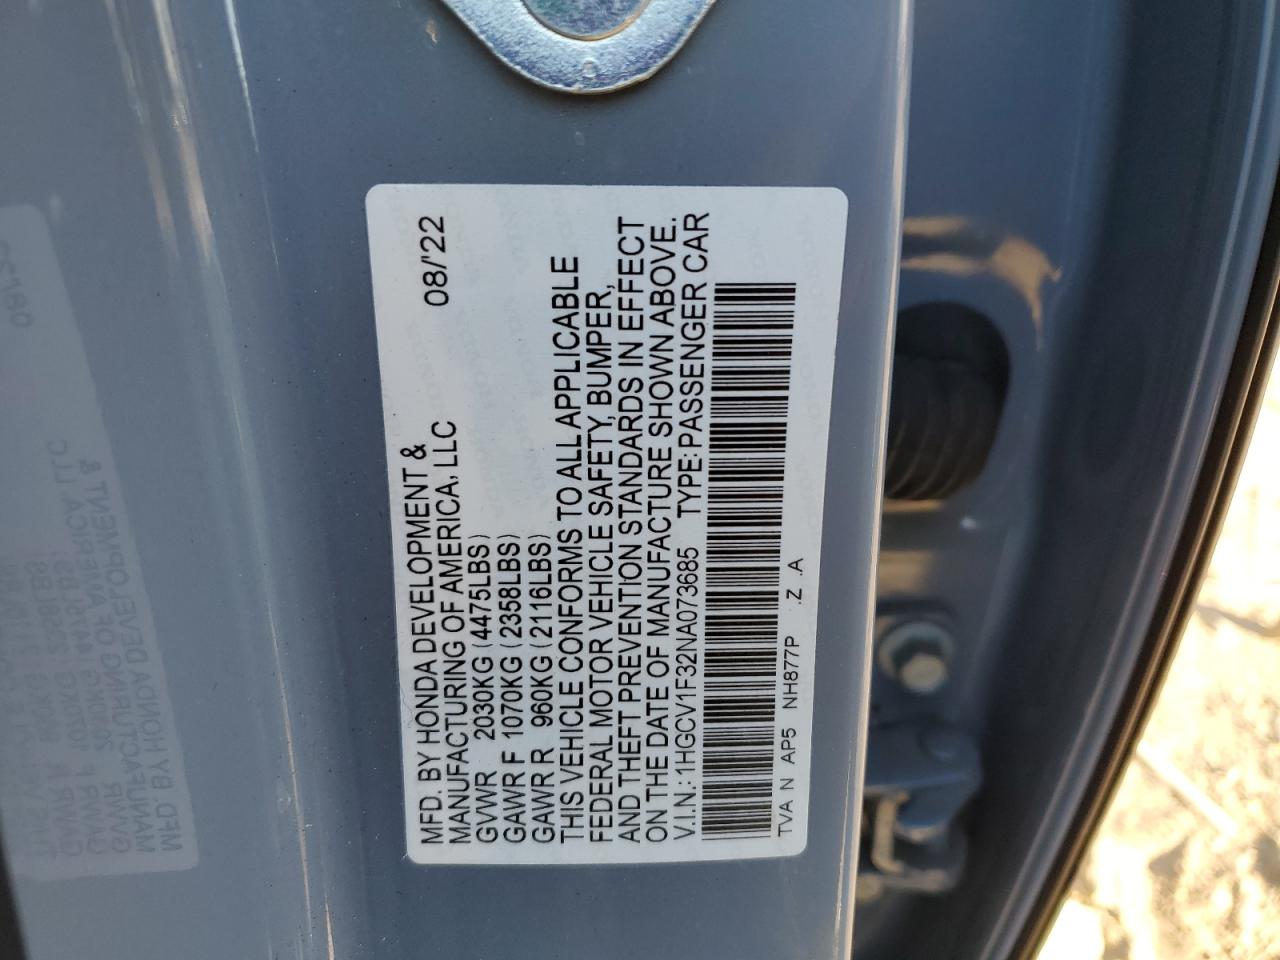 MFD. BY HONDA DEVELOPMENT &
MANUFACTURING OF AMERICA, LLC 08/'22
GVWR 2030KG (4475LBS)
GAWR F 1070KG (2358LBS)
GAWR R 960KG (2116LBS)
THIS VEHICLE CONFORMS TO ALL APPLICABLE
FEDERAL MOTOR VEHICLE SAFETY, BUMPER,
AND THEFT PREVENTION STANDARDS IN EFFECT
ON THE DATE OF MANUFACTURE SHOWN ABOVE.
V.I.N.: 1HGCV1F32NA073685 TYPE: PASSENGER CAR
TVA N AP5 NH877P .Z .A